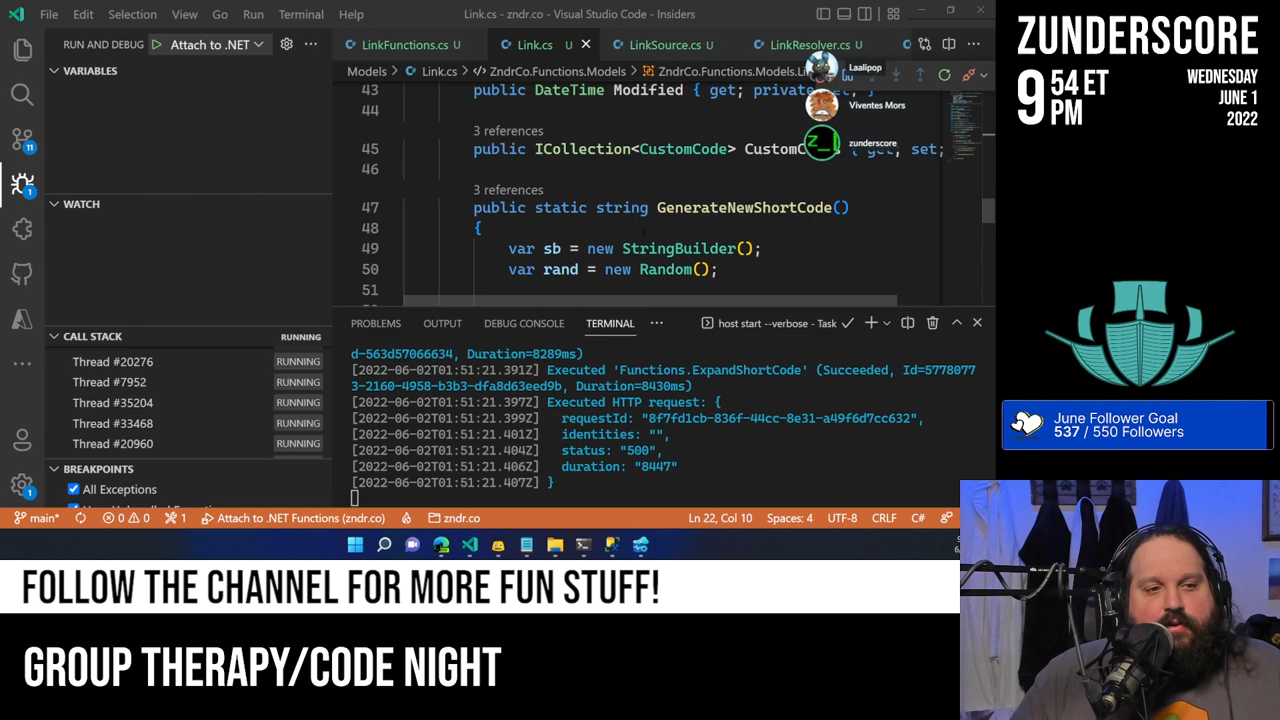 File Edit Selection View Go Run Terminal Help
Link.cs - zndr.co - Visual Studio Code - Insiders
RUN AND DEBUG Attach to .NET
LinkFunctions.cs U
Link.cs U
LinkSource.cs U
LinkResolver.cs U
Models > Link.cs > ZndrCo.Functions.Models > ZndrCo.Functions.Models.Lin
VARIABLES
WATCH
43 public DateTime Modified { get; private set; }
44
3 references
45 public ICollection<CustomCode> CustomC { get; set;
46
3 references
47 public static string GenerateNewShortCode()
48 {
49 var sb = new StringBuilder();
50 var rand = new Random();
51
Laalipop
Viventes Mors
zunderscore
11
1
1
CALL STACK RUNNING
Thread #20276 RUNNING
Thread #7952 RUNNING
Thread #35204 RUNNING
Thread #33468 RUNNING
Thread #20960 RUNNING
BREAKPOINTS
All Exceptions
PROBLEMS OUTPUT DEBUG CONSOLE TERMINAL host start --verbose - Task
d-563d57066634, Duration=8289ms)
[2022-06-02T01:51:21.391Z] Executed 'Functions.ExpandShortCode' (Succeeded, Id=5778077
3-2160-4958-b3b3-dfa8d63eed9b, Duration=8430ms)
[2022-06-02T01:51:21.397Z] Executed HTTP request: {
[2022-06-02T01:51:21.399Z] requestId: "8f7fd1cb-836f-44cc-8e31-a49f6d7cc632",
[2022-06-02T01:51:21.401Z] identities: "",
[2022-06-02T01:51:21.404Z] status: "500",
[2022-06-02T01:51:21.406Z] duration: "8447"
[2022-06-02T01:51:21.407Z] }
main* 0 0 1 Attach to .NET Functions (zndr.co) zndr.co
Ln 22, Col 10 Spaces: 4 UTF-8 CRLF C#
ZUNDERSCORE
9 54 ET
PM
WEDNESDAY
JUNE 1
2022
June Follower Goal
537 / 550 Followers
FOLLOW THE CHANNEL FOR MORE FUN STUFF!
GROUP THERAPY/CODE NIGHT